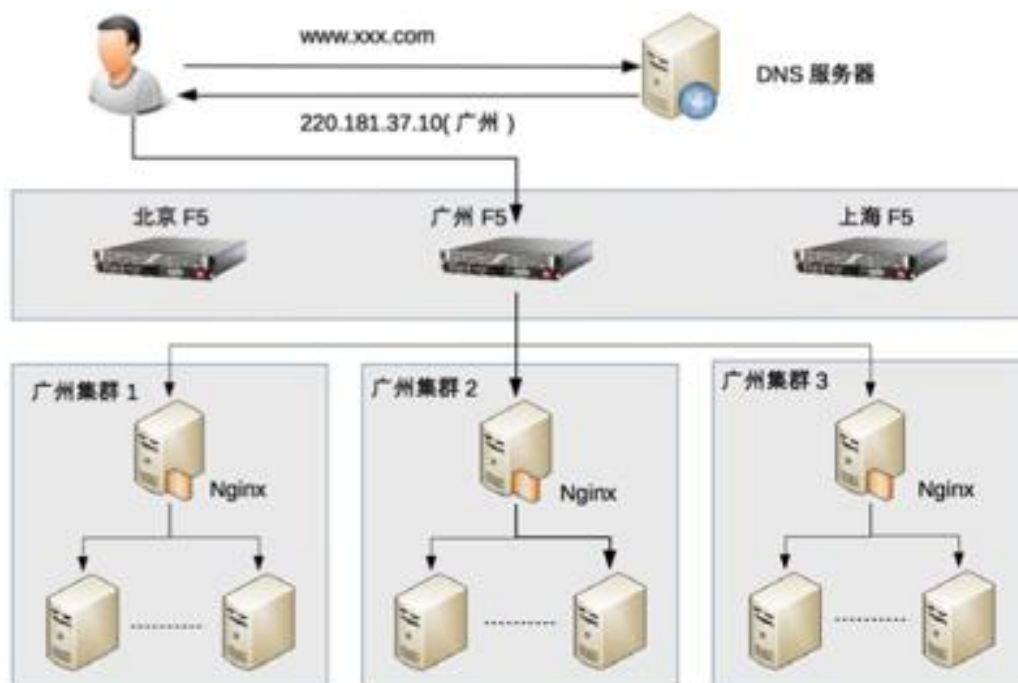 www.xxx.com
DNS 服务器
220.181.37.10( 广州 )
北京 F5
广州 F5
上海 F5
广州集群 1
广州集群 2
广州集群 3
Nginx
Nginx
Nginx